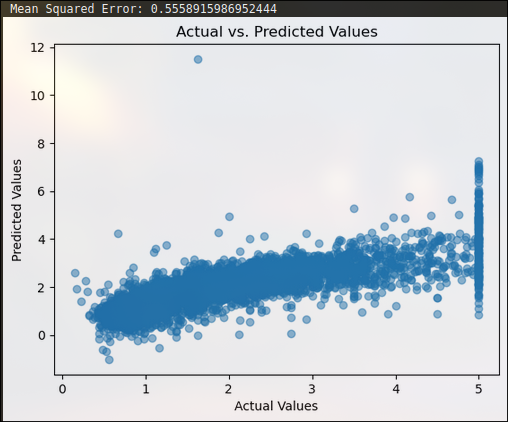 Mean Squared Error: 0.5558915986952444
Actual vs. Predicted Values
12
10
8
6
4
2
0
Predicted Values
0 1 2 3 4 5
Actual Values